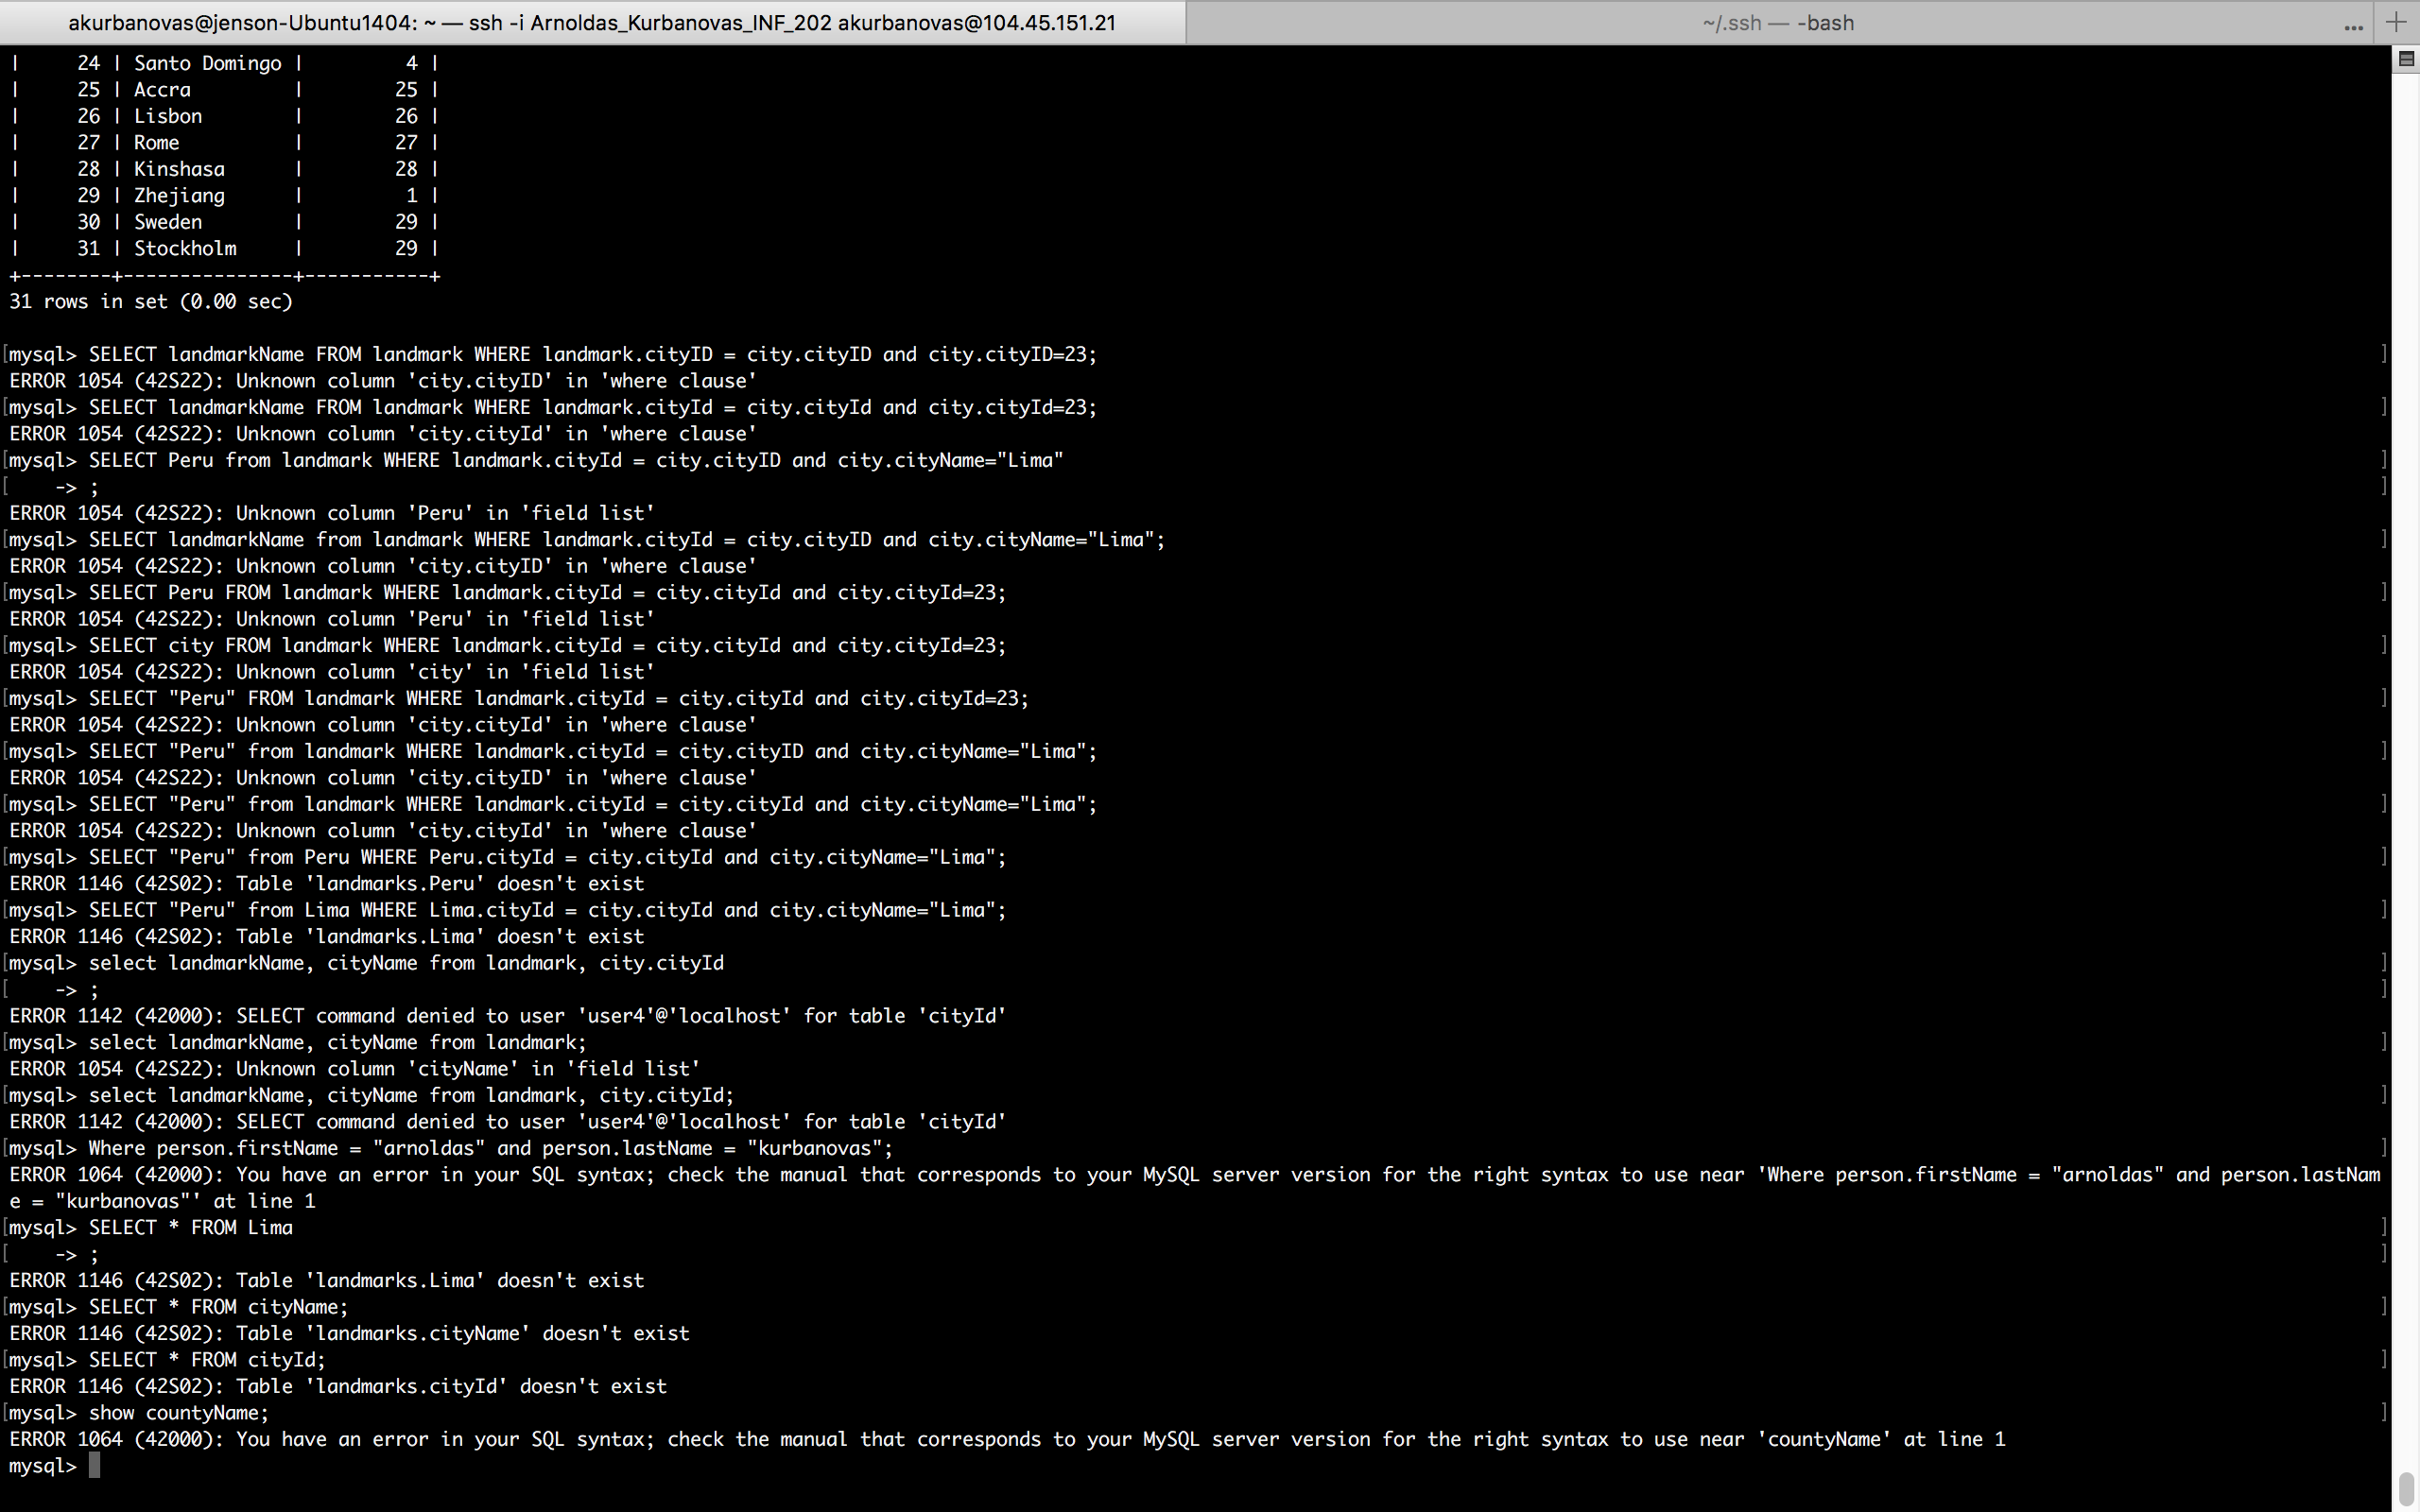 akurbanovas@jenson-Ubuntu1404: ~ — ssh -i Arnoldas_Kurbanovas_INF_202 akurbanovas@104.45.151.21
~/.ssh — -bash
... +
|     24 | Santo Domingo |         4 |
|     25 | Accra         |        25 |
|     26 | Lisbon        |        26 |
|     27 | Rome          |        27 |
|     28 | Kinshasa      |        28 |
|     29 | Zhejiang      |         1 |
|     30 | Sweden        |        29 |
|     31 | Stockholm     |        29 |
+--------+---------------+-----------+
31 rows in set (0.00 sec)
[mysql> SELECT landmarkName FROM landmark WHERE landmark.cityID = city.cityID and city.cityID=23; ]
ERROR 1054 (42S22): Unknown column 'city.cityID' in 'where clause'
[mysql> SELECT landmarkName FROM landmark WHERE landmark.cityId = city.cityId and city.cityId=23; ]
ERROR 1054 (42S22): Unknown column 'city.cityId' in 'where clause'
[mysql> SELECT Peru from landmark WHERE landmark.cityId = city.cityID and city.cityName="Lima" ]
[    -> ; ]
ERROR 1054 (42S22): Unknown column 'Peru' in 'field list'
[mysql> SELECT landmarkName from landmark WHERE landmark.cityId = city.cityID and city.cityName="Lima"; ]
ERROR 1054 (42S22): Unknown column 'city.cityID' in 'where clause'
[mysql> SELECT Peru FROM landmark WHERE landmark.cityId = city.cityId and city.cityId=23; ]
ERROR 1054 (42S22): Unknown column 'Peru' in 'field list'
[mysql> SELECT city FROM landmark WHERE landmark.cityId = city.cityId and city.cityId=23; ]
ERROR 1054 (42S22): Unknown column 'city' in 'field list'
[mysql> SELECT "Peru" FROM landmark WHERE landmark.cityId = city.cityId and city.cityId=23; ]
ERROR 1054 (42S22): Unknown column 'city.cityId' in 'where clause'
[mysql> SELECT "Peru" from landmark WHERE landmark.cityId = city.cityID and city.cityName="Lima"; ]
ERROR 1054 (42S22): Unknown column 'city.cityID' in 'where clause'
[mysql> SELECT "Peru" from landmark WHERE landmark.cityId = city.cityId and city.cityName="Lima"; ]
ERROR 1054 (42S22): Unknown column 'city.cityId' in 'where clause'
[mysql> SELECT "Peru" from Peru WHERE Peru.cityId = city.cityId and city.cityName="Lima"; ]
ERROR 1146 (42S02): Table 'landmarks.Peru' doesn't exist
[mysql> SELECT "Peru" from Lima WHERE Lima.cityId = city.cityId and city.cityName="Lima"; ]
ERROR 1146 (42S02): Table 'landmarks.Lima' doesn't exist
[mysql> select landmarkName, cityName from landmark, city.cityId ]
[    -> ; ]
ERROR 1142 (42000): SELECT command denied to user 'user4'@'localhost' for table 'cityId'
[mysql> select landmarkName, cityName from landmark; ]
ERROR 1054 (42S22): Unknown column 'cityName' in 'field list'
[mysql> select landmarkName, cityName from landmark, city.cityId; ]
ERROR 1142 (42000): SELECT command denied to user 'user4'@'localhost' for table 'cityId'
[mysql> Where person.firstName = "arnoldas" and person.lastName = "kurbanovas"; ]
ERROR 1064 (42000): You have an error in your SQL syntax; check the manual that corresponds to your MySQL server version for the right syntax to use near 'Where person.firstName = "arnoldas" and person.lastNam
e = "kurbanovas"' at line 1
[mysql> SELECT * FROM Lima ]
[    -> ; ]
ERROR 1146 (42S02): Table 'landmarks.Lima' doesn't exist
[mysql> SELECT * FROM cityName; ]
ERROR 1146 (42S02): Table 'landmarks.cityName' doesn't exist
[mysql> SELECT * FROM cityId; ]
ERROR 1146 (42S02): Table 'landmarks.cityId' doesn't exist
[mysql> show countyName; ]
ERROR 1064 (42000): You have an error in your SQL syntax; check the manual that corresponds to your MySQL server version for the right syntax to use near 'countyName' at line 1
mysql>